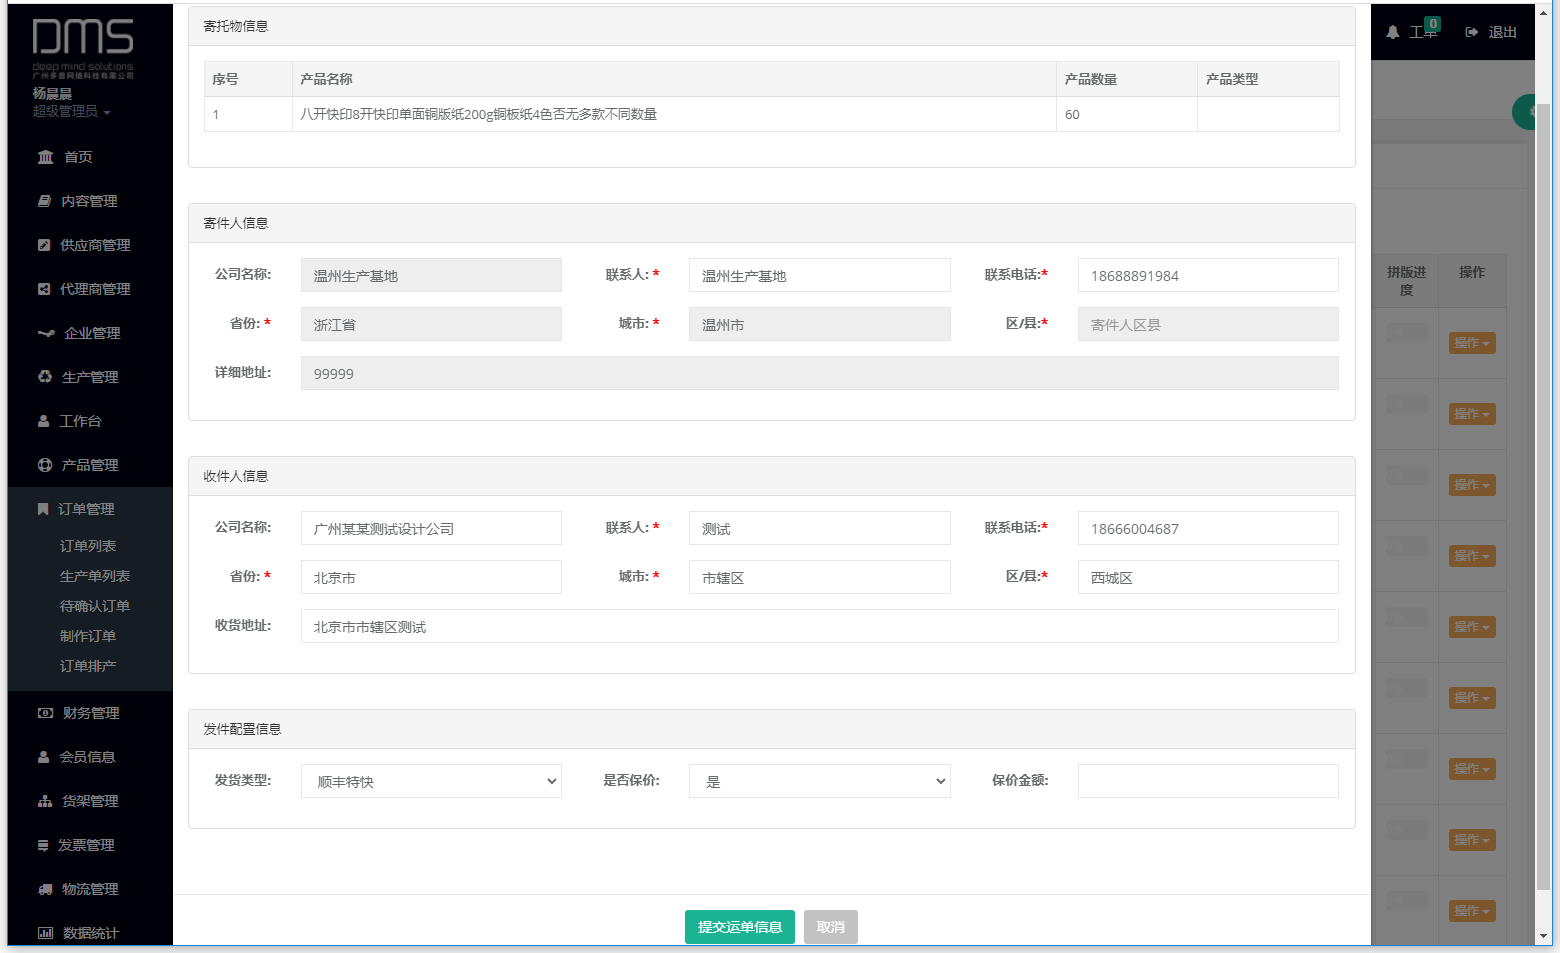 DMS
deep mind solutions
广州多普网络科技有限公司
杨晨晨
超级管理员
首页
内容管理
供应商管理
代理商管理
企业管理
生产管理
工作台
产品管理
订单管理
订单列表
生产单列表
待确认订单
制作订单
订单排产
财务管理
会员信息
货架管理
发票管理
物流管理
数据统计
寄托物信息
序号 产品名称 产品数量 产品类型
1 八开快印8开快印单面铜版纸200g铜板纸4色否无多款不同数量 60
寄件人信息
公司名称: 温州生产基地 联系人: * 温州生产基地 联系电话:* 18688891984
省份: * 浙江省 城市: * 温州市 区/县:* 寄件人区县
详细地址: 99999
收件人信息
公司名称: 广州某某测试设计公司 联系人: * 测试 联系电话:* 18666004687
省份: * 北京市 城市: * 市辖区 区/县:* 西城区
收货地址: 北京市市辖区测试
发件配置信息
发货类型: 顺丰特快 是否保价: 是 保价金额:
提交运单信息 取消
工单 0 退出
拼版进度 操作
操作
操作
操作
操作
操作
操作
操作
操作
操作